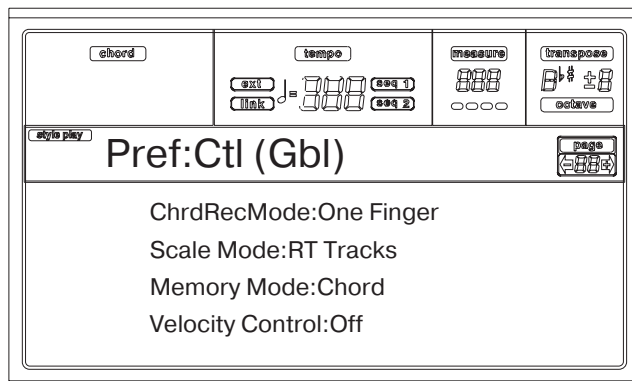 chord
tempo
measure
transpose
ext
=
seq 1
link
seq 2
octave
style play
Pref:Ctl (Gbl)
page
ChrdRecMode:One Finger
Scale Mode:RT Tracks
Memory Mode:Chord
Velocity Control:Off